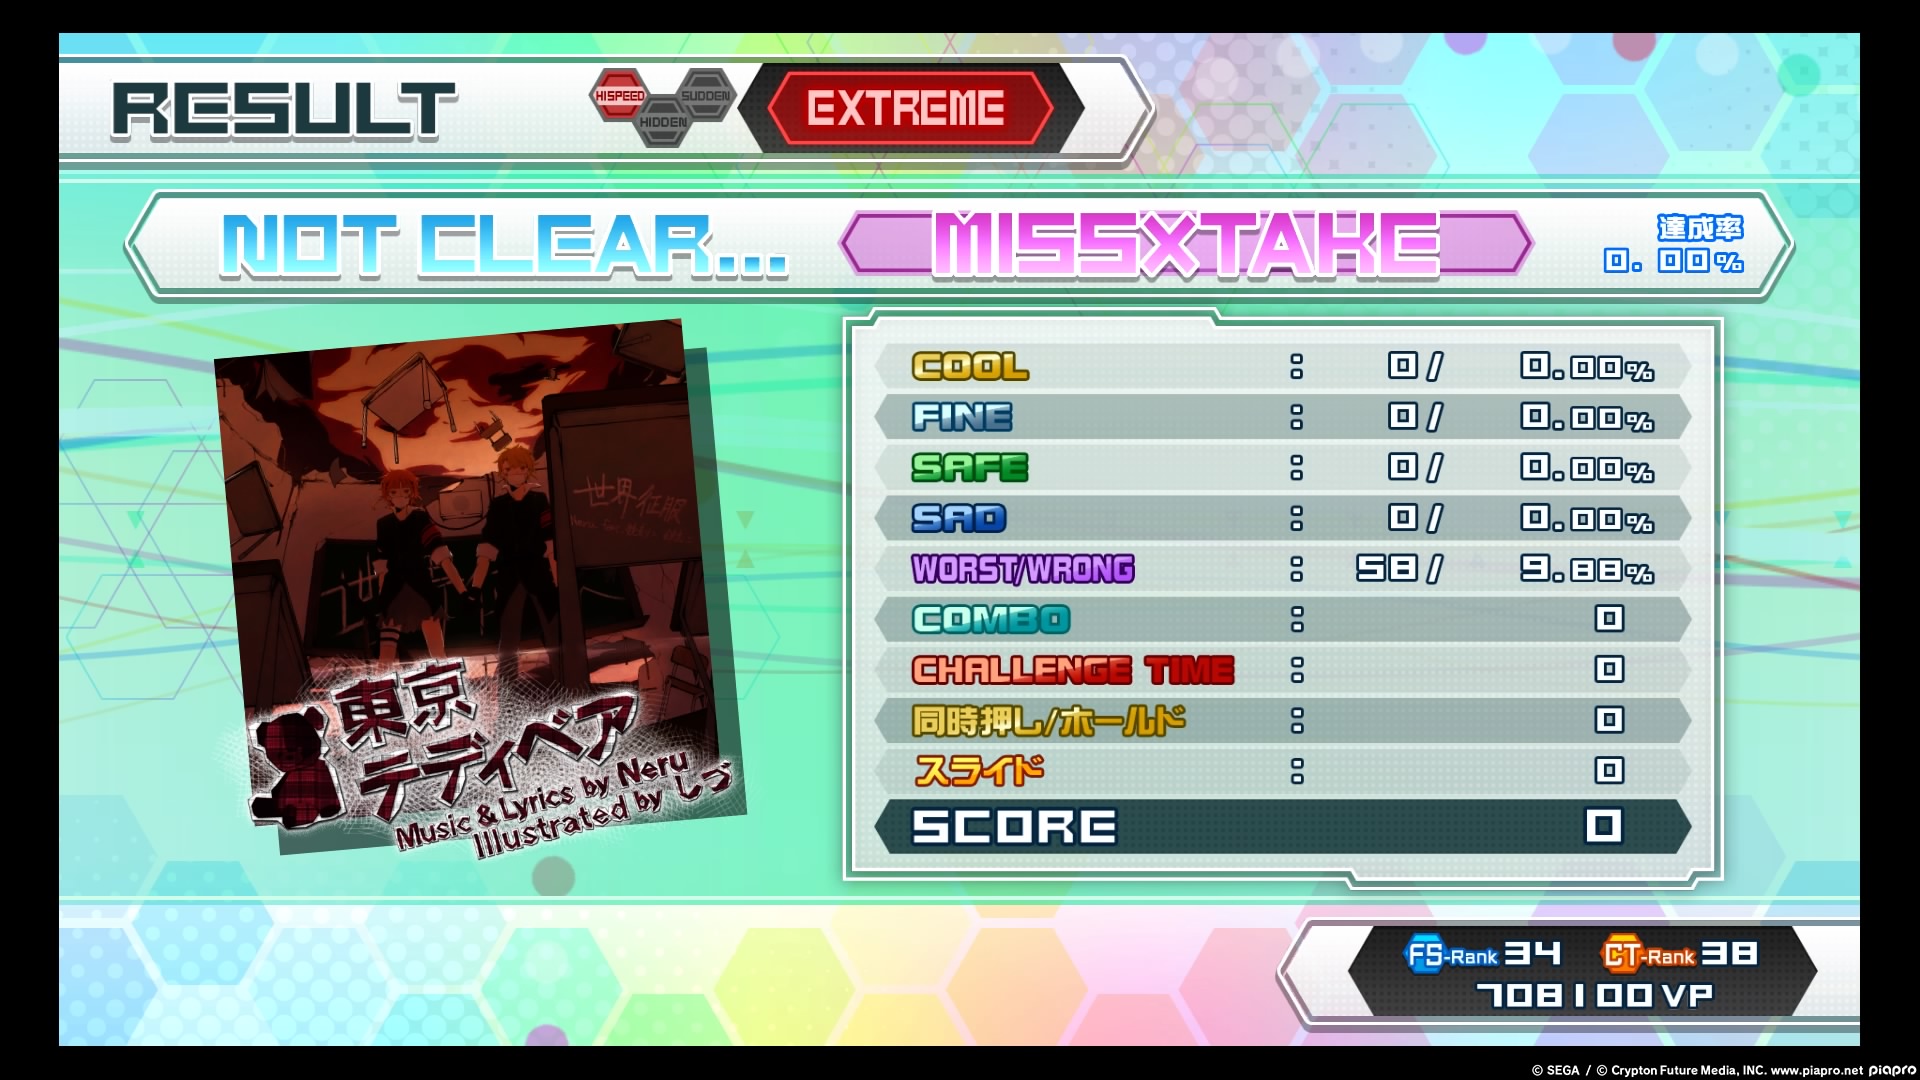 RESULT
HISPEED
SUDDEN
HIDDEN
EXTREME
NOT CLEAR...
MISS×TAKE
達成率
0.00%
COOL : 0/ 0.00%
FINE : 0/ 0.00%
SAFE : 0/ 0.00%
SAD : 0/ 0.00%
WORST/WRONG : 58/ 9.88%
COMBO : 0
CHALLENGE TIME : 0
同時押し/ホールド : 0
スライド : 0
SCORE 0
世界征服
東京
テディベア
Music & Lyrics by Neru
Illustrated by しづ
FS-Rank 34 CT-Rank 38
708100VP
© SEGA / © Crypton Future Media, INC. www.piapro.net piapro